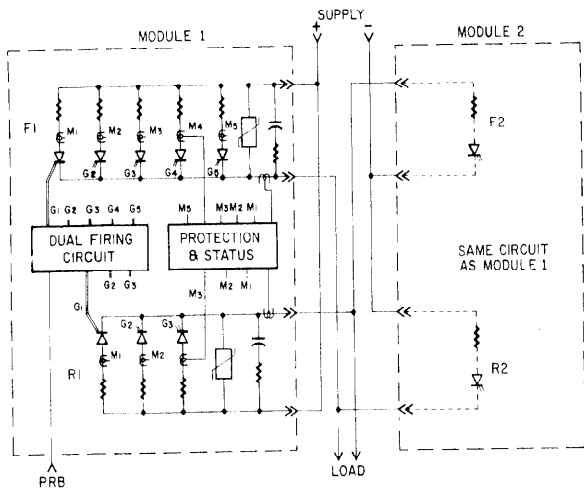 SUPPLY
+ −
MODULE 1
MODULE 2
F1
M1 M2 M3 M4 M5
G2 G3 G4 G5
F2
G1 G2 G3 G4 G5
M5 M3 M2 M1
DUAL FIRING
CIRCUIT
PROTECTION
& STATUS
SAME CIRCUIT
AS MODULE 1
G2 G3
M2 M1
M3
G1
G2 G3
M1 M2
R1
R2
PRB
LOAD